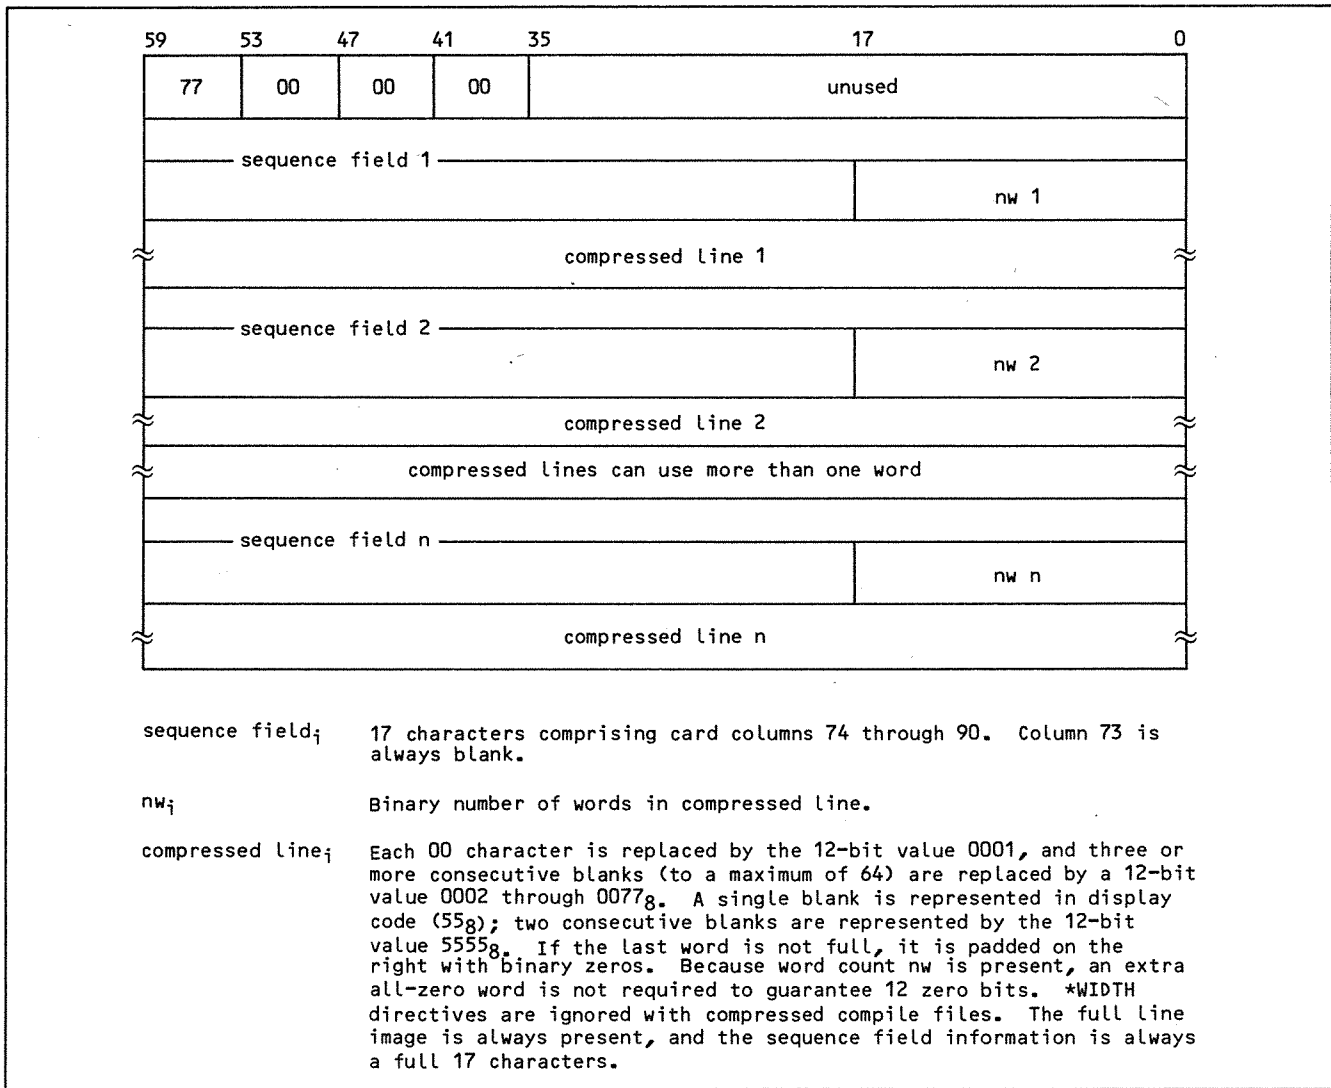 59 53 47 41 35 17 0
77 00 00 00 unused
sequence field 1
nw 1
compressed line 1
sequence field 2
nw 2
compressed line 2
compressed lines can use more than one word
sequence field n
nw n
compressed line n
sequence fieldi 17 characters comprising card columns 74 through 90. Column 73 is
always blank.
nwi Binary number of words in compressed line.
compressed linei Each 00 character is replaced by the 12-bit value 0001, and three or
more consecutive blanks (to a maximum of 64) are replaced by a 12-bit
value 0002 through 00778. A single blank is represented in display
code (558); two consecutive blanks are represented by the 12-bit
value 55558. If the last word is not full, it is padded on the
right with binary zeros. Because word count nw is present, an extra
all-zero word is not required to guarantee 12 zero bits. *WIDTH
directives are ignored with compressed compile files. The full line
image is always present, and the sequence field information is always
a full 17 characters.